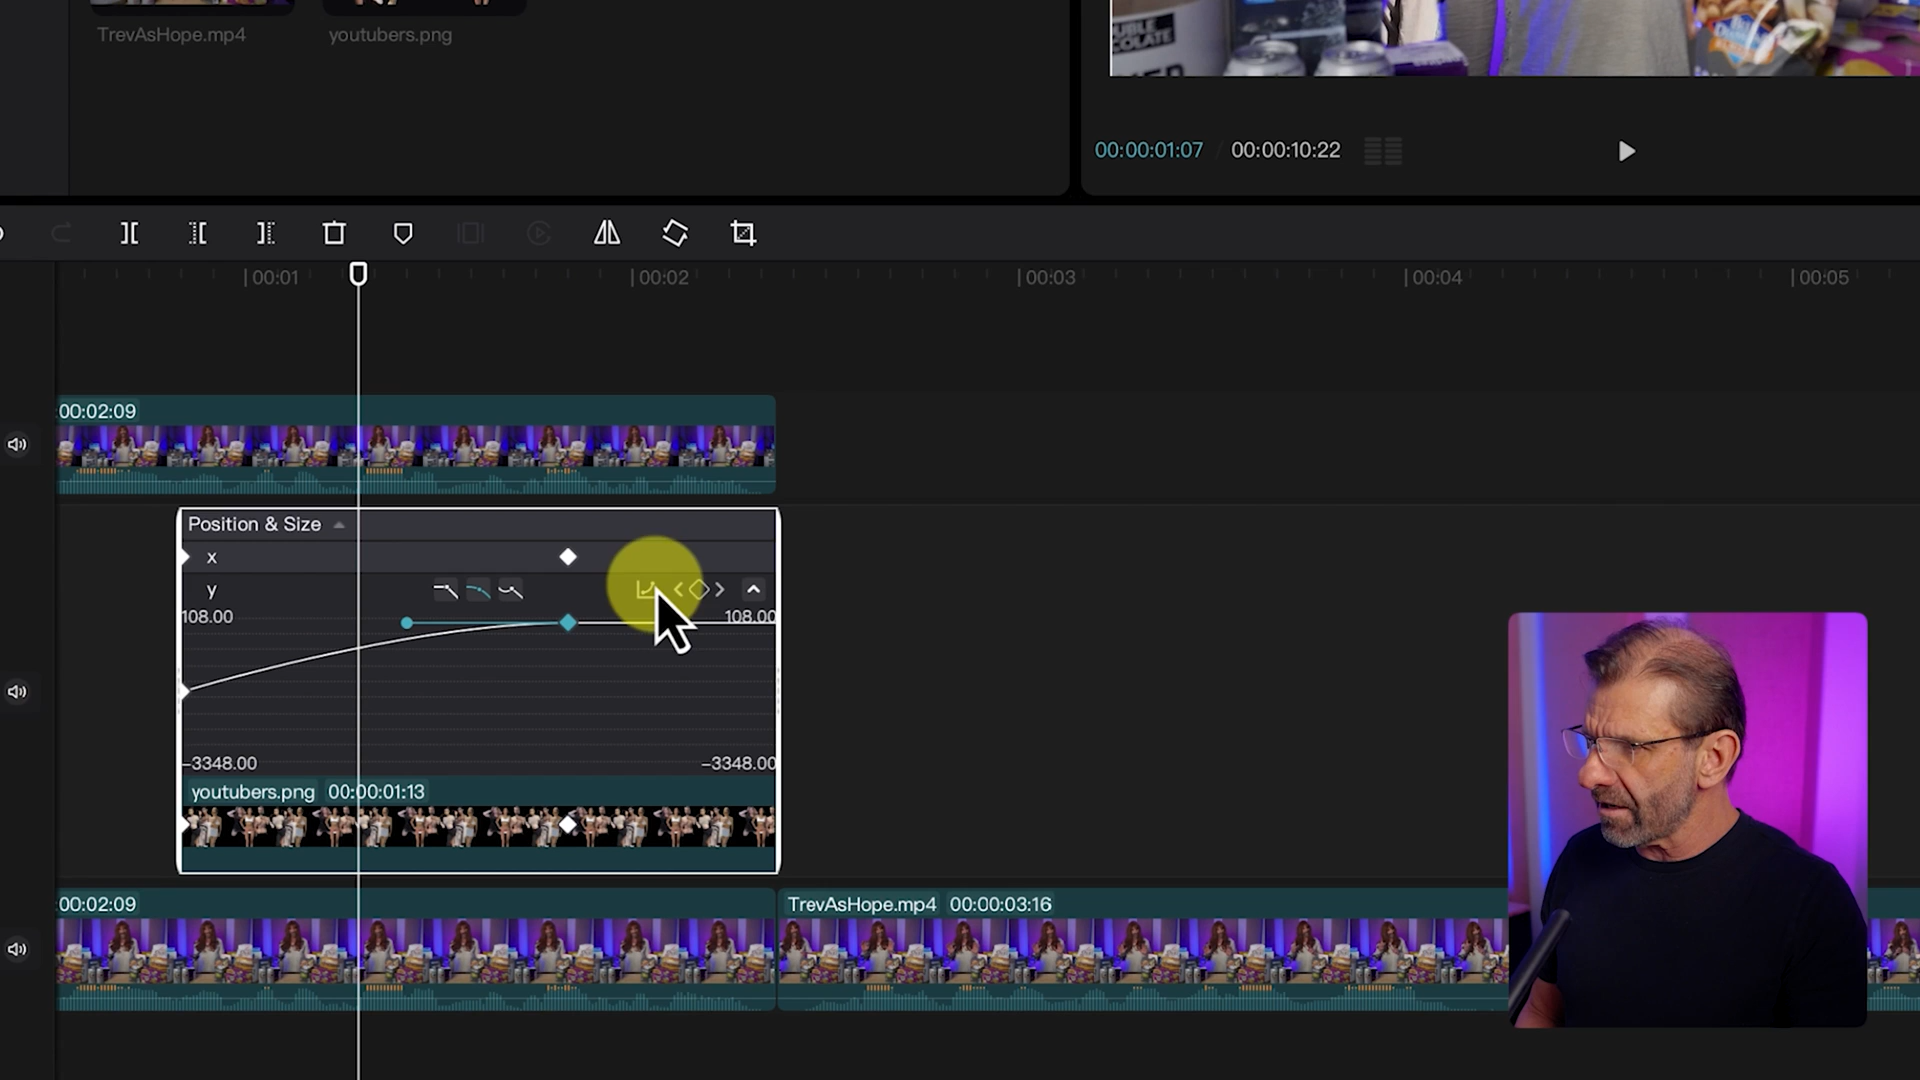 TrevAsHope.mp4 youtubers.png
UBLE
COLATE
00:00:01:07 / 00:00:10:22
00:01 00:02 00:03 00:04 00:05
00:02:09
Position & Size
x
y
108.00 108.00
-3348.00 -3348.00
youtubers.png 00:00:01:13
00:02:09 TrevAsHope.mp4 00:00:03:16